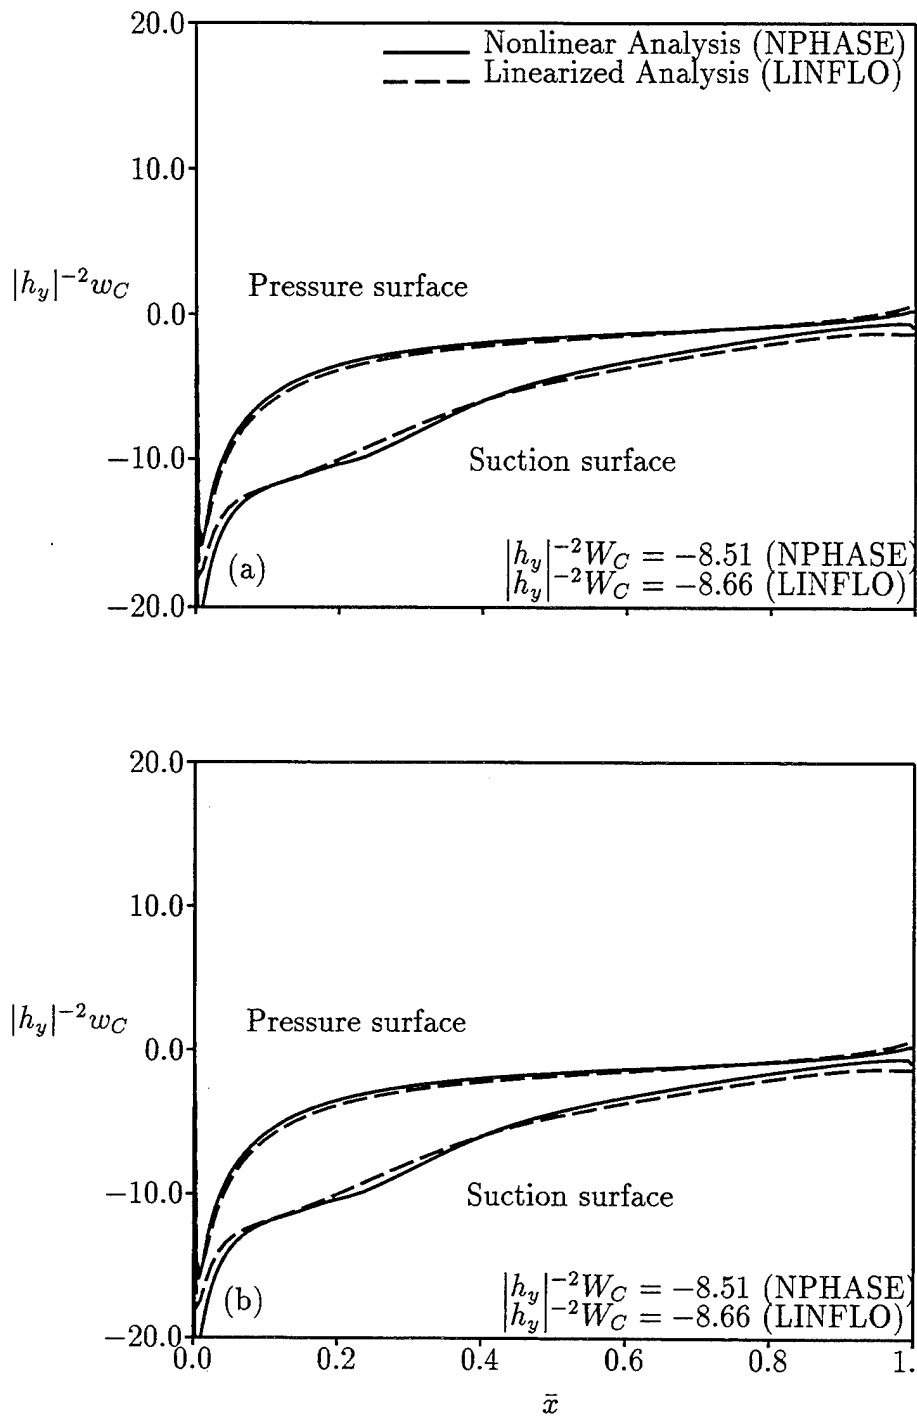 20.0
Nonlinear Analysis (NPHASE)
Linearized Analysis (LINFLO)
10.0
|h_y|^{-2}w_C
Pressure surface
0.0
−10.0
Suction surface
(a)
|h_y|^{-2}W_C = −8.51 (NPHASE)
|h_y|^{-2}W_C = −8.66 (LINFLO)
−20.0
20.0
10.0
|h_y|^{-2}w_C
Pressure surface
0.0
−10.0
Suction surface
(b)
|h_y|^{-2}W_C = −8.51 (NPHASE)
|h_y|^{-2}W_C = −8.66 (LINFLO)
−20.0
0.0 0.2 0.4 0.6 0.8 1.
x̄